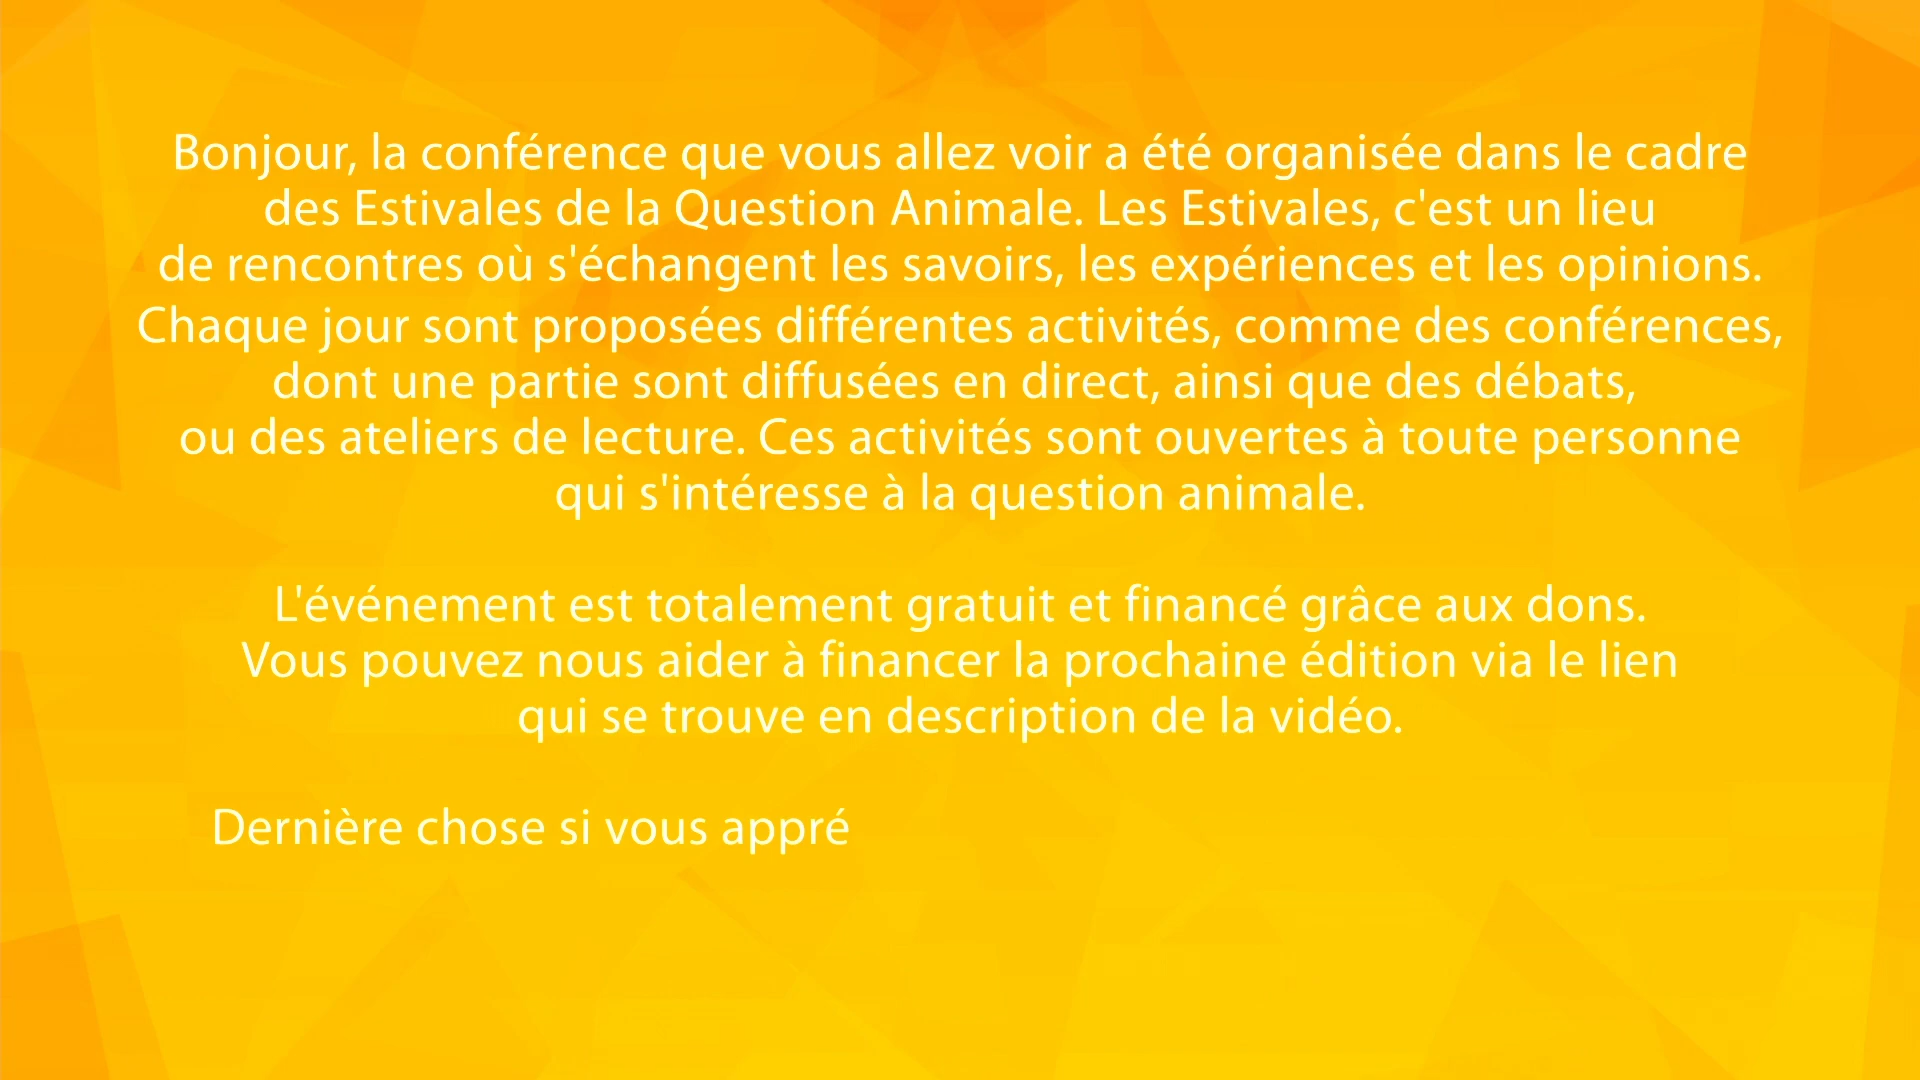 Bonjour, la conférence que vous allez voir a été organisée dans le cadre
des Estivales de la Question Animale. Les Estivales, c'est un lieu
de rencontres où s'échangent les savoirs, les expériences et les opinions.
Chaque jour sont proposées différentes activités, comme des conférences,
dont une partie sont diffusées en direct, ainsi que des débats,
ou des ateliers de lecture. Ces activités sont ouvertes à toute personne
qui s'intéresse à la question animale.
L'événement est totalement gratuit et financé grâce aux dons.
Vous pouvez nous aider à financer la prochaine édition via le lien
qui se trouve en description de la vidéo.
Dernière chose si vous appré